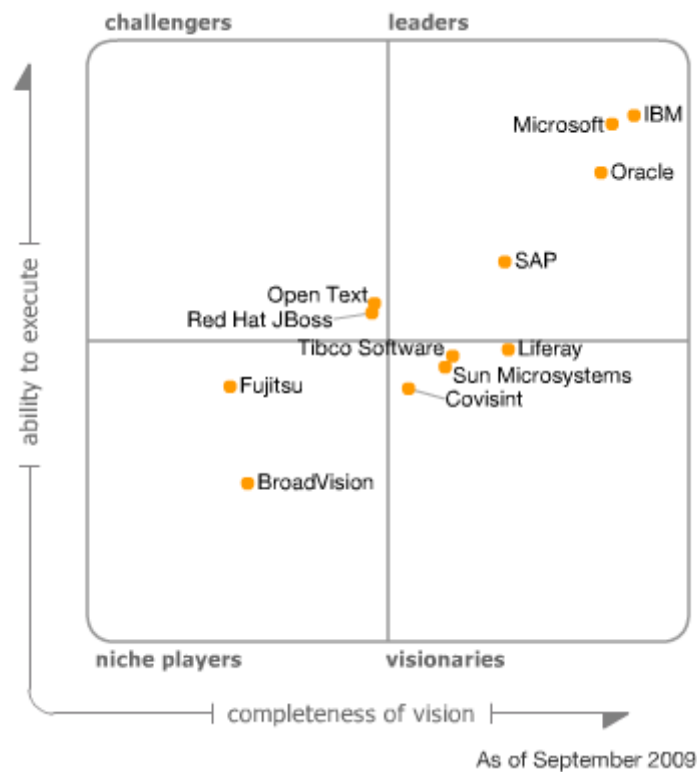 challengers
leaders
IBM
Microsoft
Oracle
SAP
Open Text
Red Hat JBoss
Tibco Software
Liferay
Sun Microsystems
Fujitsu
Covisint
BroadVision
ability to execute
niche players
visionaries
completeness of vision
As of September 2009